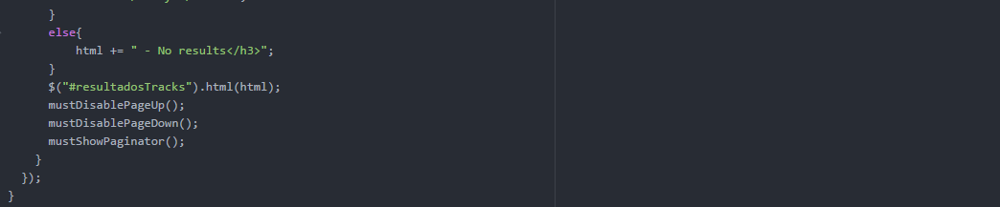 }
else{
html += " - No results</h3>";
}
$("#resultadosTracks").html(html);
mustDisablePageUp();
mustDisablePageDown();
mustShowPaginator();
}
});
}